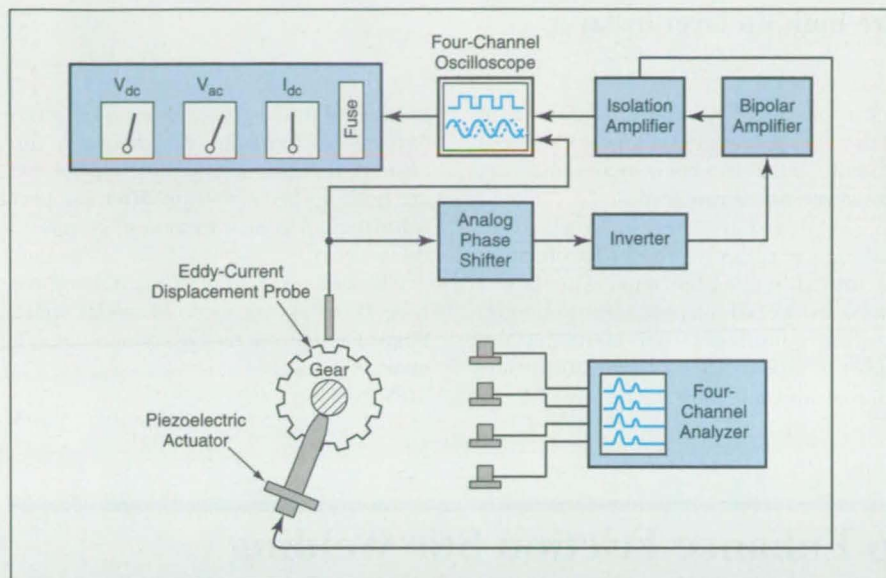 Four-Channel
Oscilloscope
V dc
V ac
I dc
Fuse
Isolation
Amplifier
Bipolar
Amplifier
Analog
Phase
Shifter
Inverter
Eddy-Current
Displacement Probe
Gear
Piezoelectric
Actuator
Four-
Channel
Analyzer